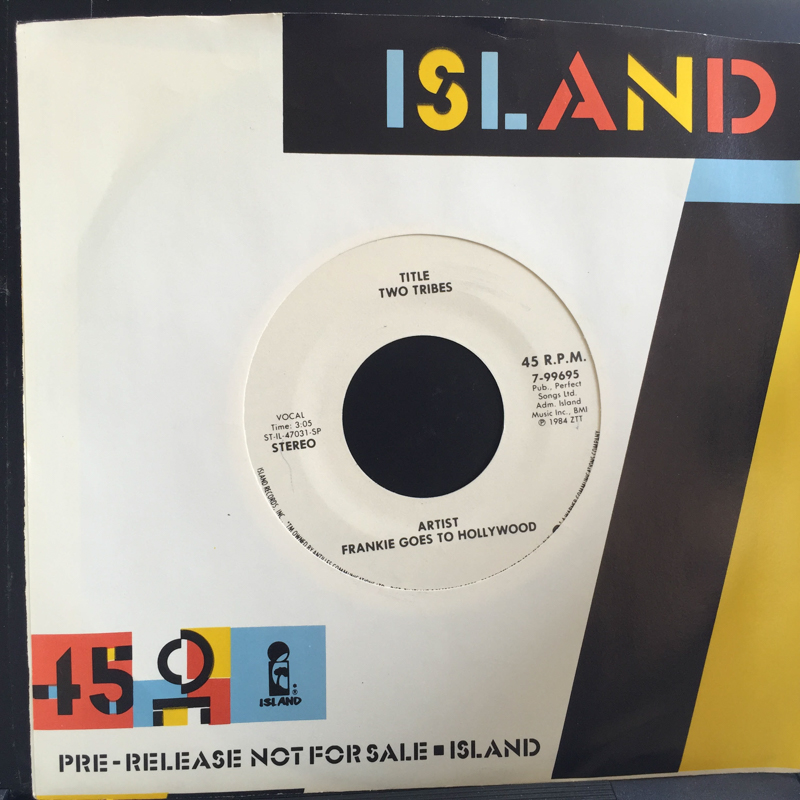 ISLAND
TITLE
TWO TRIBES
45 R.P.M.
7-99695
Pub., Perfect
Songs Ltd.
Adm. Island
Music Inc., BMI
℗ 1984 ZTT
VOCAL
Time: 3:05
ST-IL-47031-SP
STEREO
ARTIST
FRANKIE GOES TO HOLLYWOOD
ISLAND RECORDS, INC.
45
ISLAND
®
PRE-RELEASE NOT FOR SALE ■ ISLAND